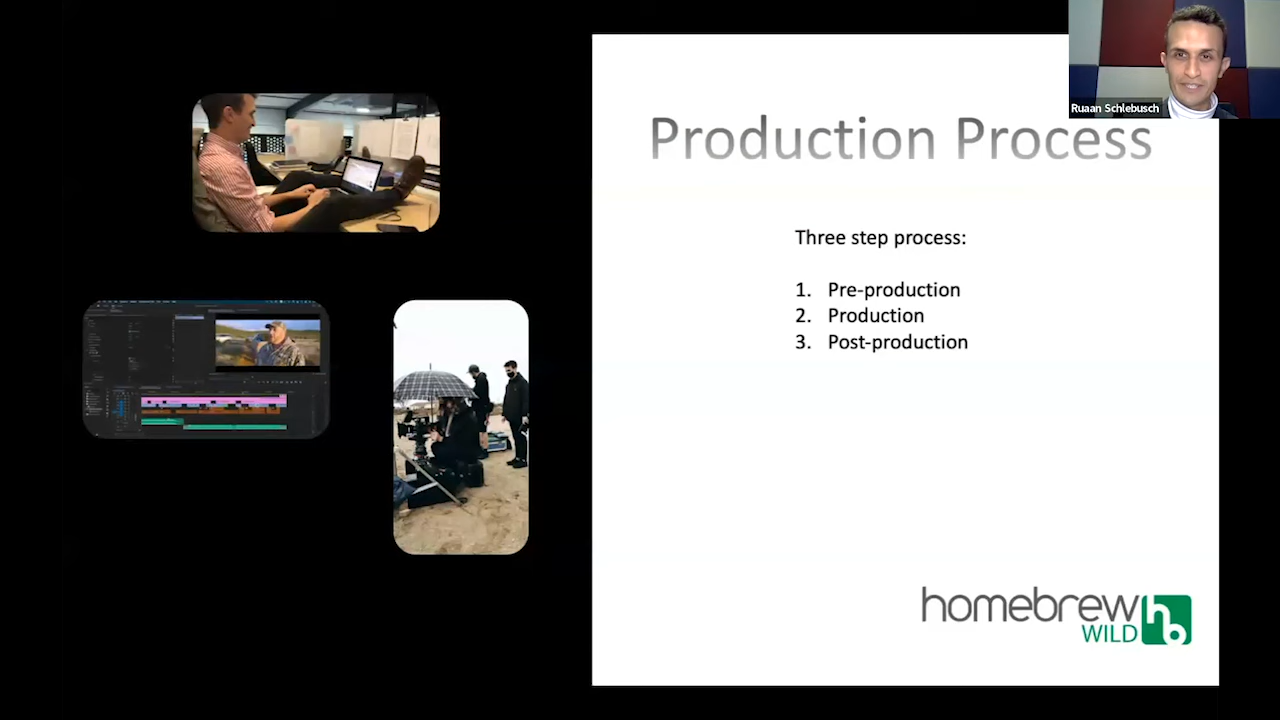 Ruaan Schlebusch
Production Process
Three step process:
1. Pre-production
2. Production
3. Post-production
homebrew
WILD
hb